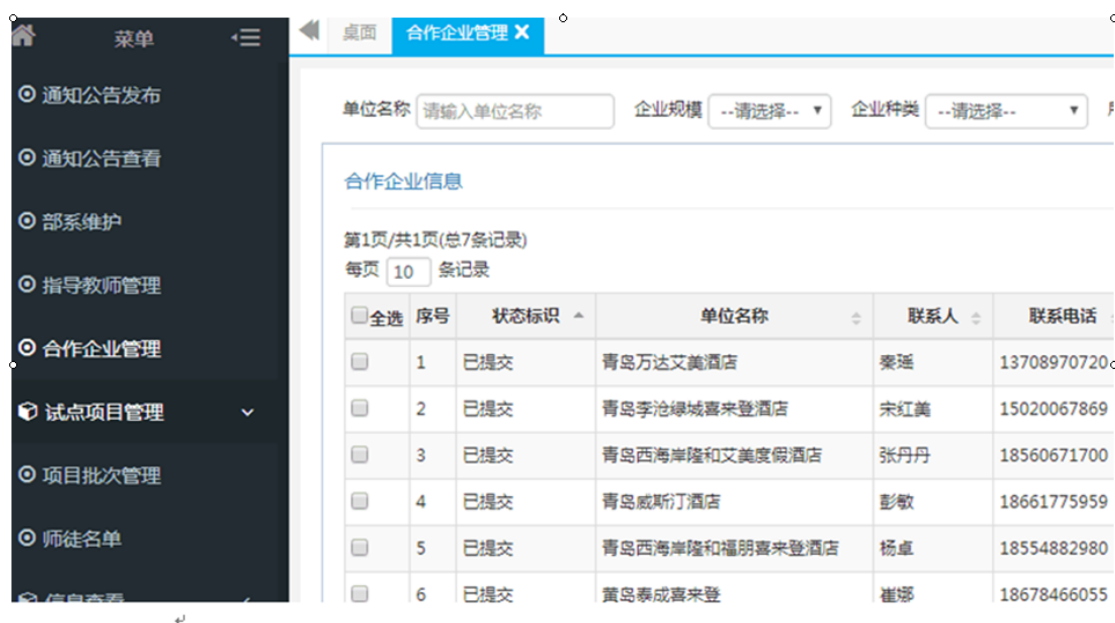 菜单
桌面
合作企业管理
通知公告发布
通知公告查看
部系维护
指导教师管理
合作企业管理
试点项目管理
项目批次管理
师徒名单
信息查看
单位名称 请输入单位名称 企业规模 --请选择-- 企业种类 --请选择--
合作企业信息
第1页/共1页(总7条记录)
每页 10 条记录
全选 序号 状态标识 单位名称 联系人 联系电话
1 已提交 青岛万达艾美酒店 秦瑶 13708970720
2 已提交 青岛李沧绿城喜来登酒店 宋红美 15020067869
3 已提交 青岛西海岸隆和艾美度假酒店 张丹丹 18560671700
4 已提交 青岛威斯汀酒店 彭敏 18661775959
5 已提交 青岛西海岸隆和福朋喜来登酒店 杨卓 18554882980
6 已提交 黄岛泰成喜来登 崔娜 18678466055